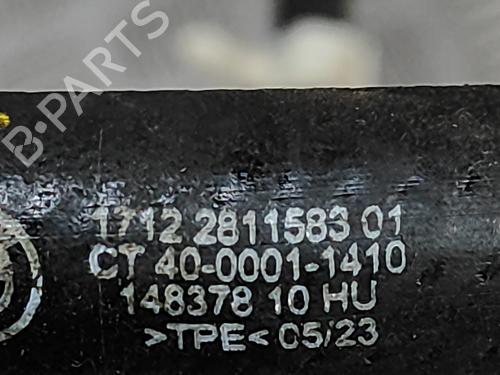 B-PARTS
1712 2811583 01
CT 40-0001-1410
148378 10 HU
>TPE< 05/23